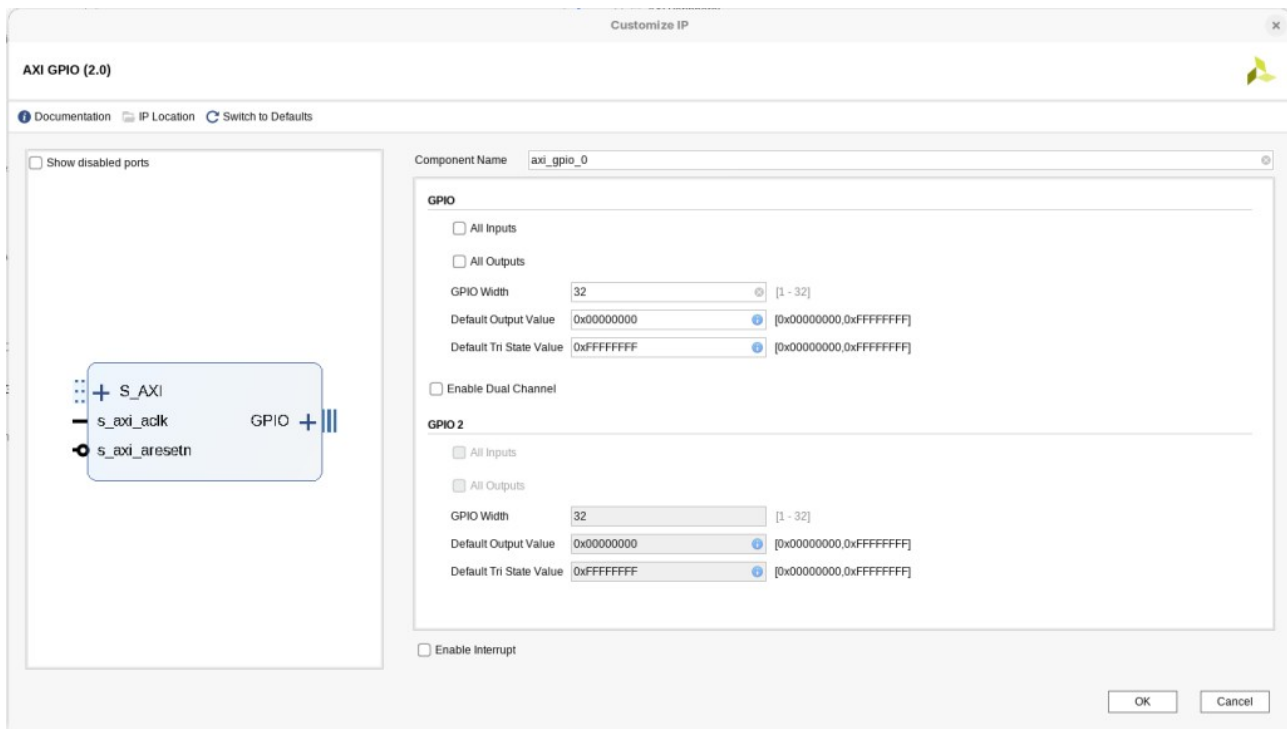 Customize IP
AXI GPIO (2.0)
Documentation IP Location Switch to Defaults
Show disabled ports
S_AXI
s_axi_aclk
GPIO
s_axi_aresetn
Component Name axi_gpio_0
GPIO
All Inputs
All Outputs
GPIO Width 32 [1 - 32]
Default Output Value 0x00000000 [0x00000000,0xFFFFFFFF]
Default Tri State Value 0xFFFFFFFF [0x00000000,0xFFFFFFFF]
Enable Dual Channel
GPIO 2
All Inputs
All Outputs
GPIO Width 32 [1 - 32]
Default Output Value 0x00000000 [0x00000000,0xFFFFFFFF]
Default Tri State Value 0xFFFFFFFF [0x00000000,0xFFFFFFFF]
Enable Interrupt
OK Cancel